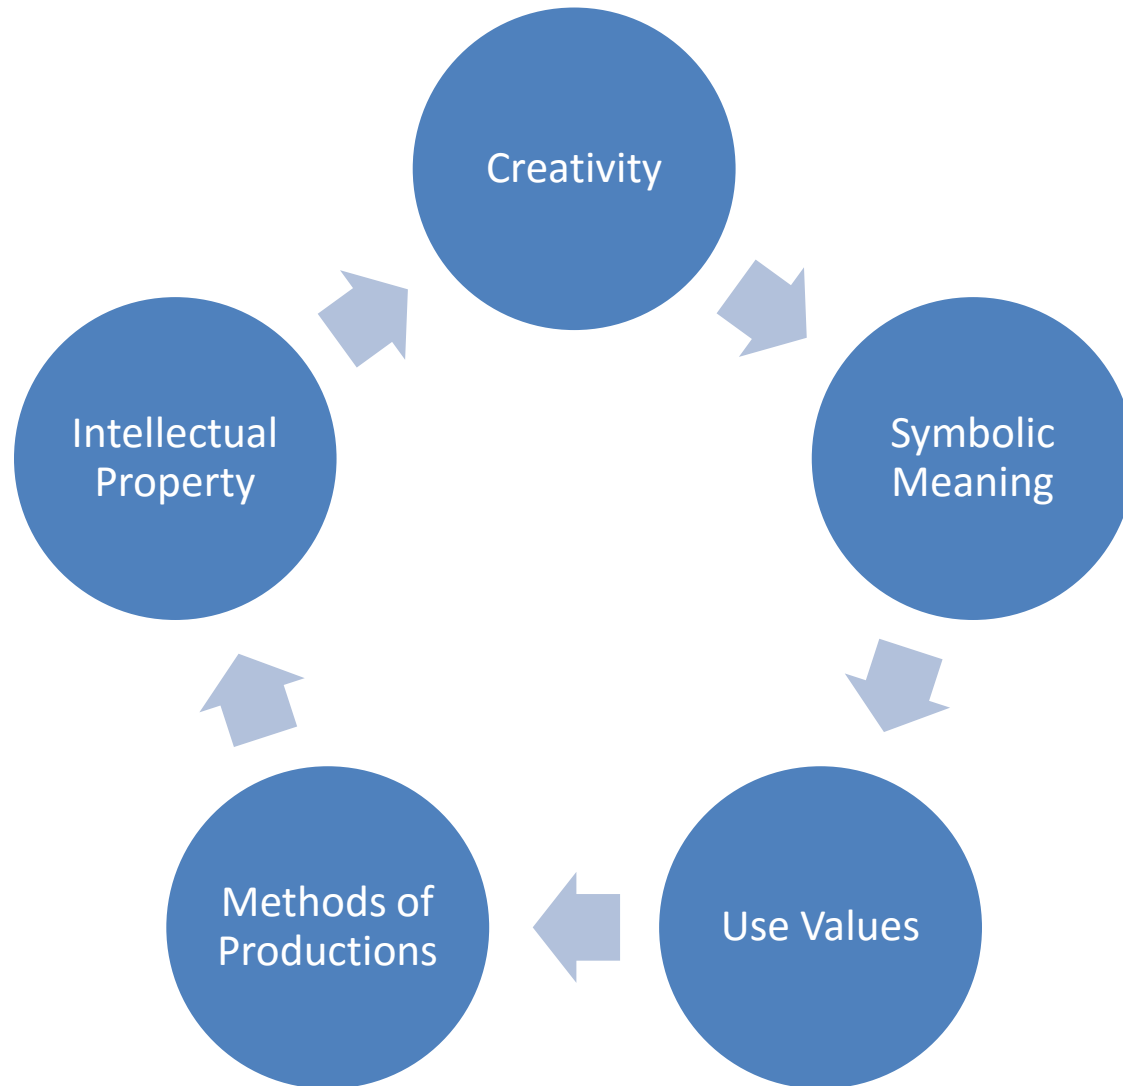 Creativity
Symbolic
Meaning
Use Values
Methods of
Productions
Intellectual
Property